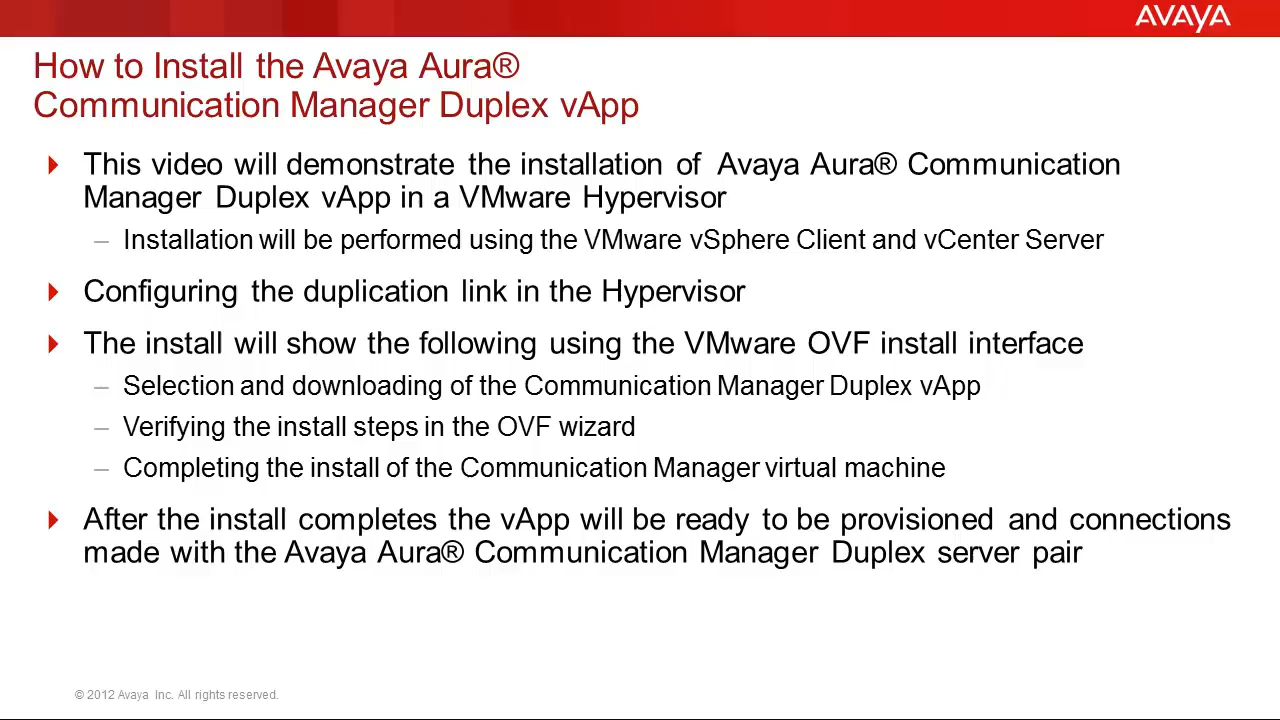 AVAYA
How to Install the Avaya Aura®
Communication Manager Duplex vApp
This video will demonstrate the installation of Avaya Aura® Communication
Manager Duplex vApp in a VMware Hypervisor
– Installation will be performed using the VMware vSphere Client and vCenter Server
Configuring the duplication link in the Hypervisor
The install will show the following using the VMware OVF install interface
– Selection and downloading of the Communication Manager Duplex vApp
– Verifying the install steps in the OVF wizard
– Completing the install of the Communication Manager virtual machine
After the install completes the vApp will be ready to be provisioned and connections
made with the Avaya Aura® Communication Manager Duplex server pair
© 2012 Avaya Inc. All rights reserved.